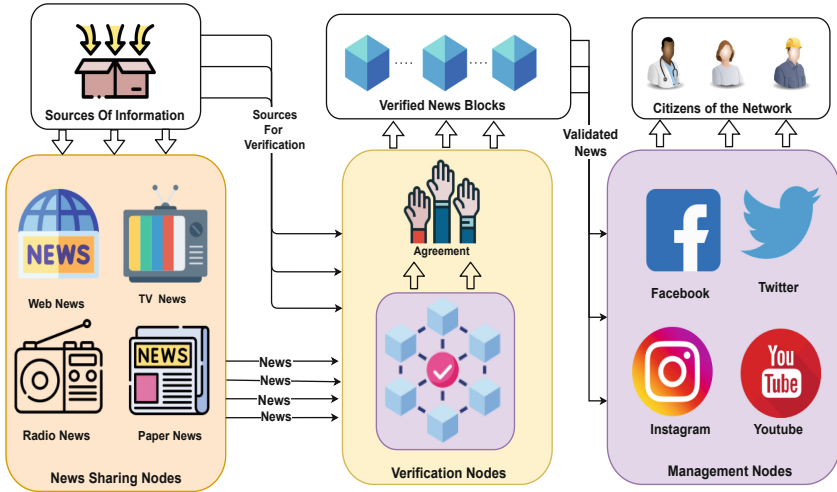 Sources Of Information
Sources
For
Verification
Verified News Blocks
Validated
News
Citizens of the Network
NEWS
Web News
TV News
NEWS
Radio News
Paper News
News Sharing Nodes
News
News
News
News
Agreement
Verification Nodes
f
Facebook
Twitter
Instagram
You
Tube
Youtube
Management Nodes